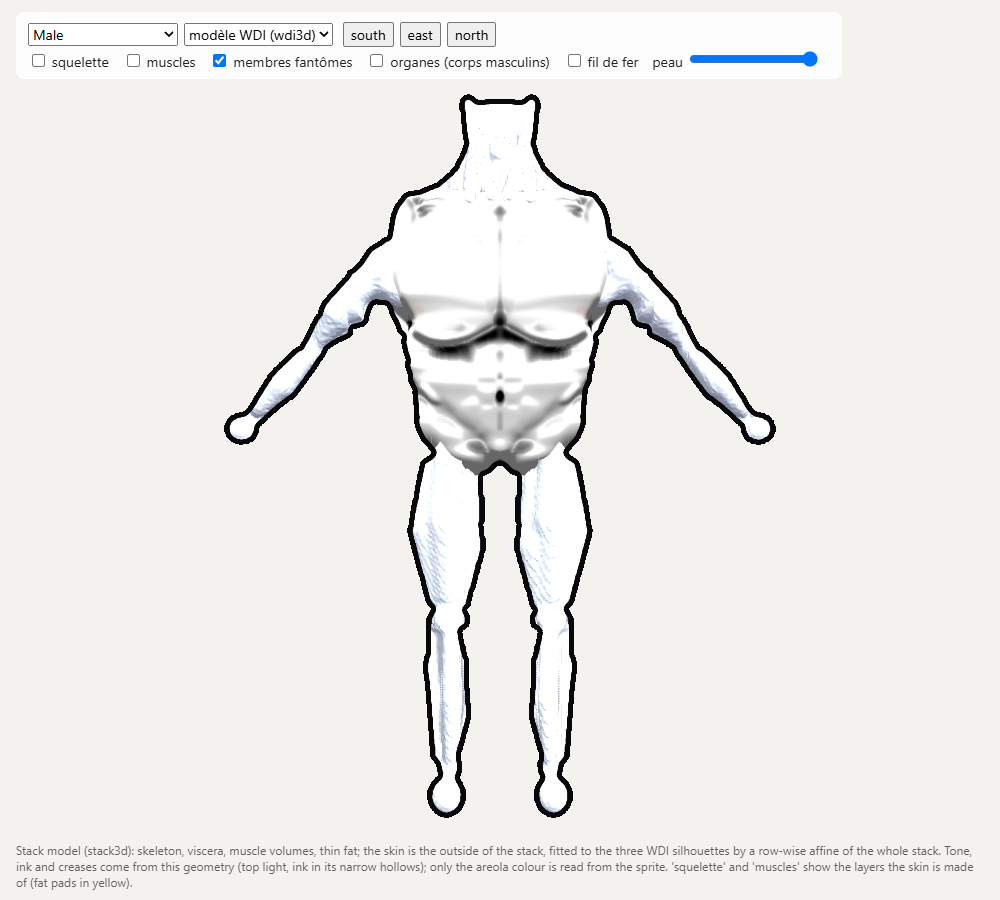 Male modèle WDI (wdi3d) south east north
squelette muscles membres fantômes organes (corps masculins) fil de fer peau
Stack model (stack3d): skeleton, viscera, muscle volumes, thin fat; the skin is the outside of the stack, fitted to the three WDI silhouettes by a row-wise affine of the whole stack. Tone,
ink and creases come from this geometry (top light, ink in its narrow hollows); only the areola colour is read from the sprite. 'squelette' and 'muscles' show the layers the skin is made
of (fat pads in yellow).